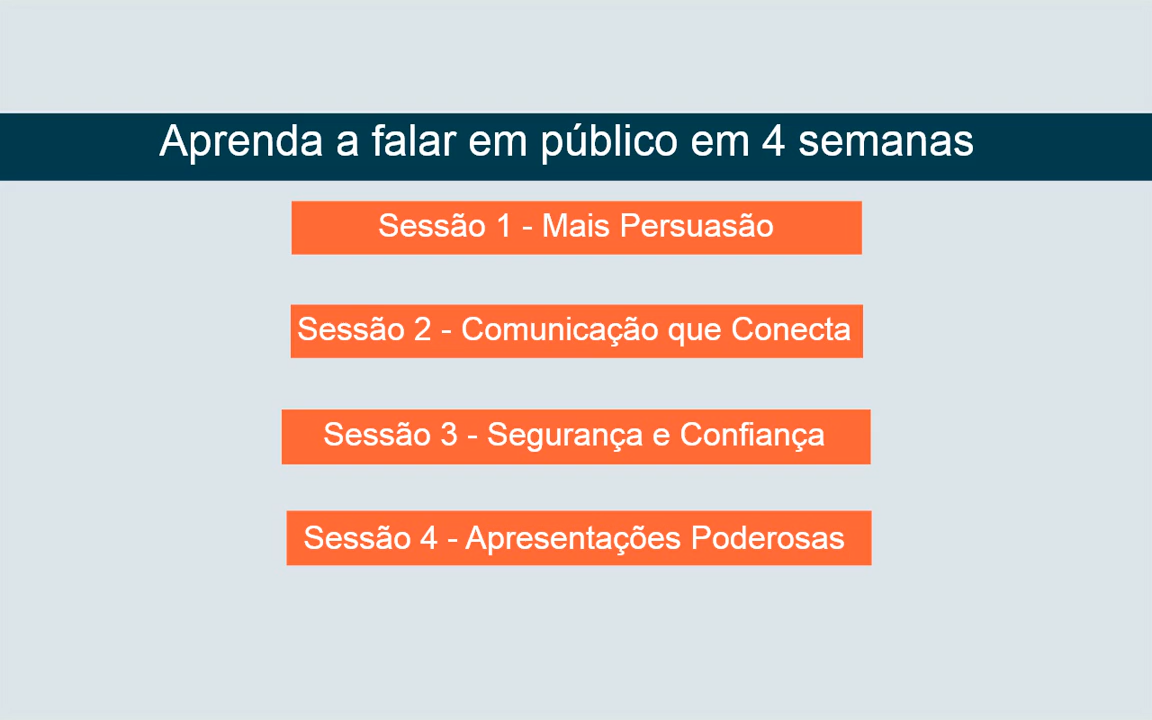 Aprenda a falar em público em 4 semanas
Sessão 1 - Mais Persuasão
Sessão 2 - Comunicação que Conecta
Sessão 3 - Segurança e Confiança
Sessão 4 - Apresentações Poderosas